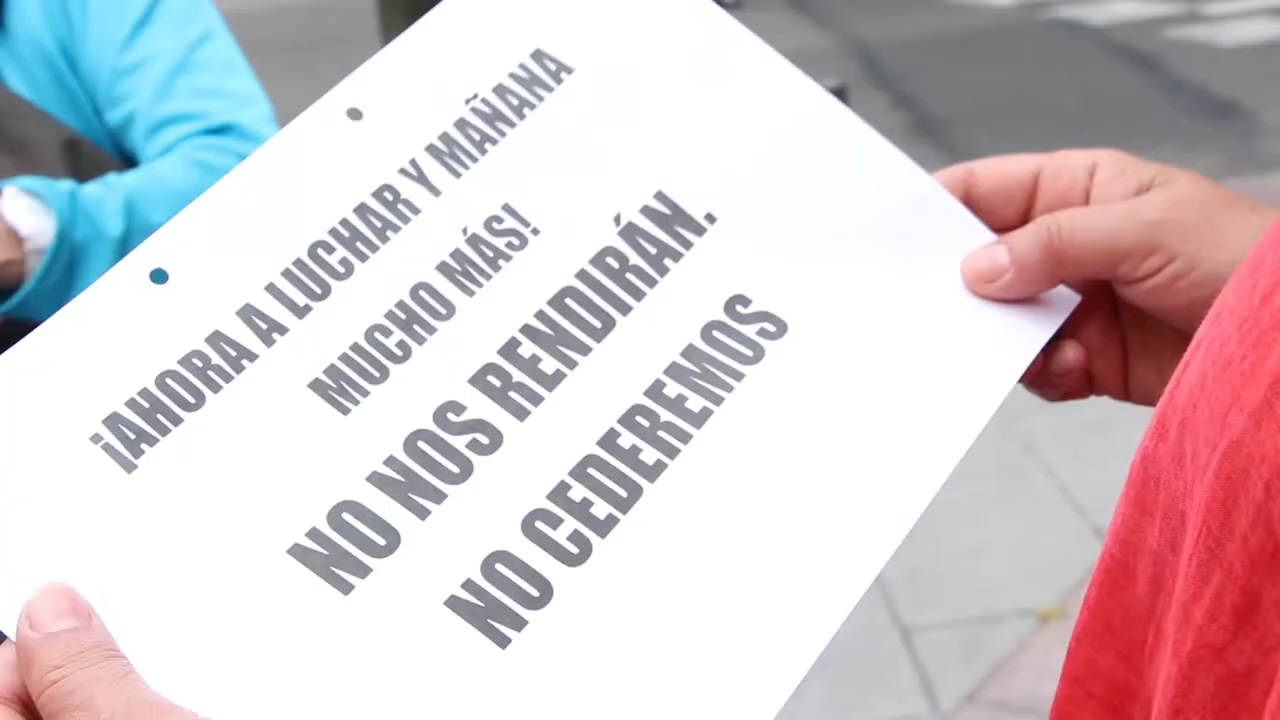 ¡AHORA A LUCHAR Y MAÑANA
MUCHO MÁS!
NO NOS RENDIRÁN.
NO CEDEREMOS